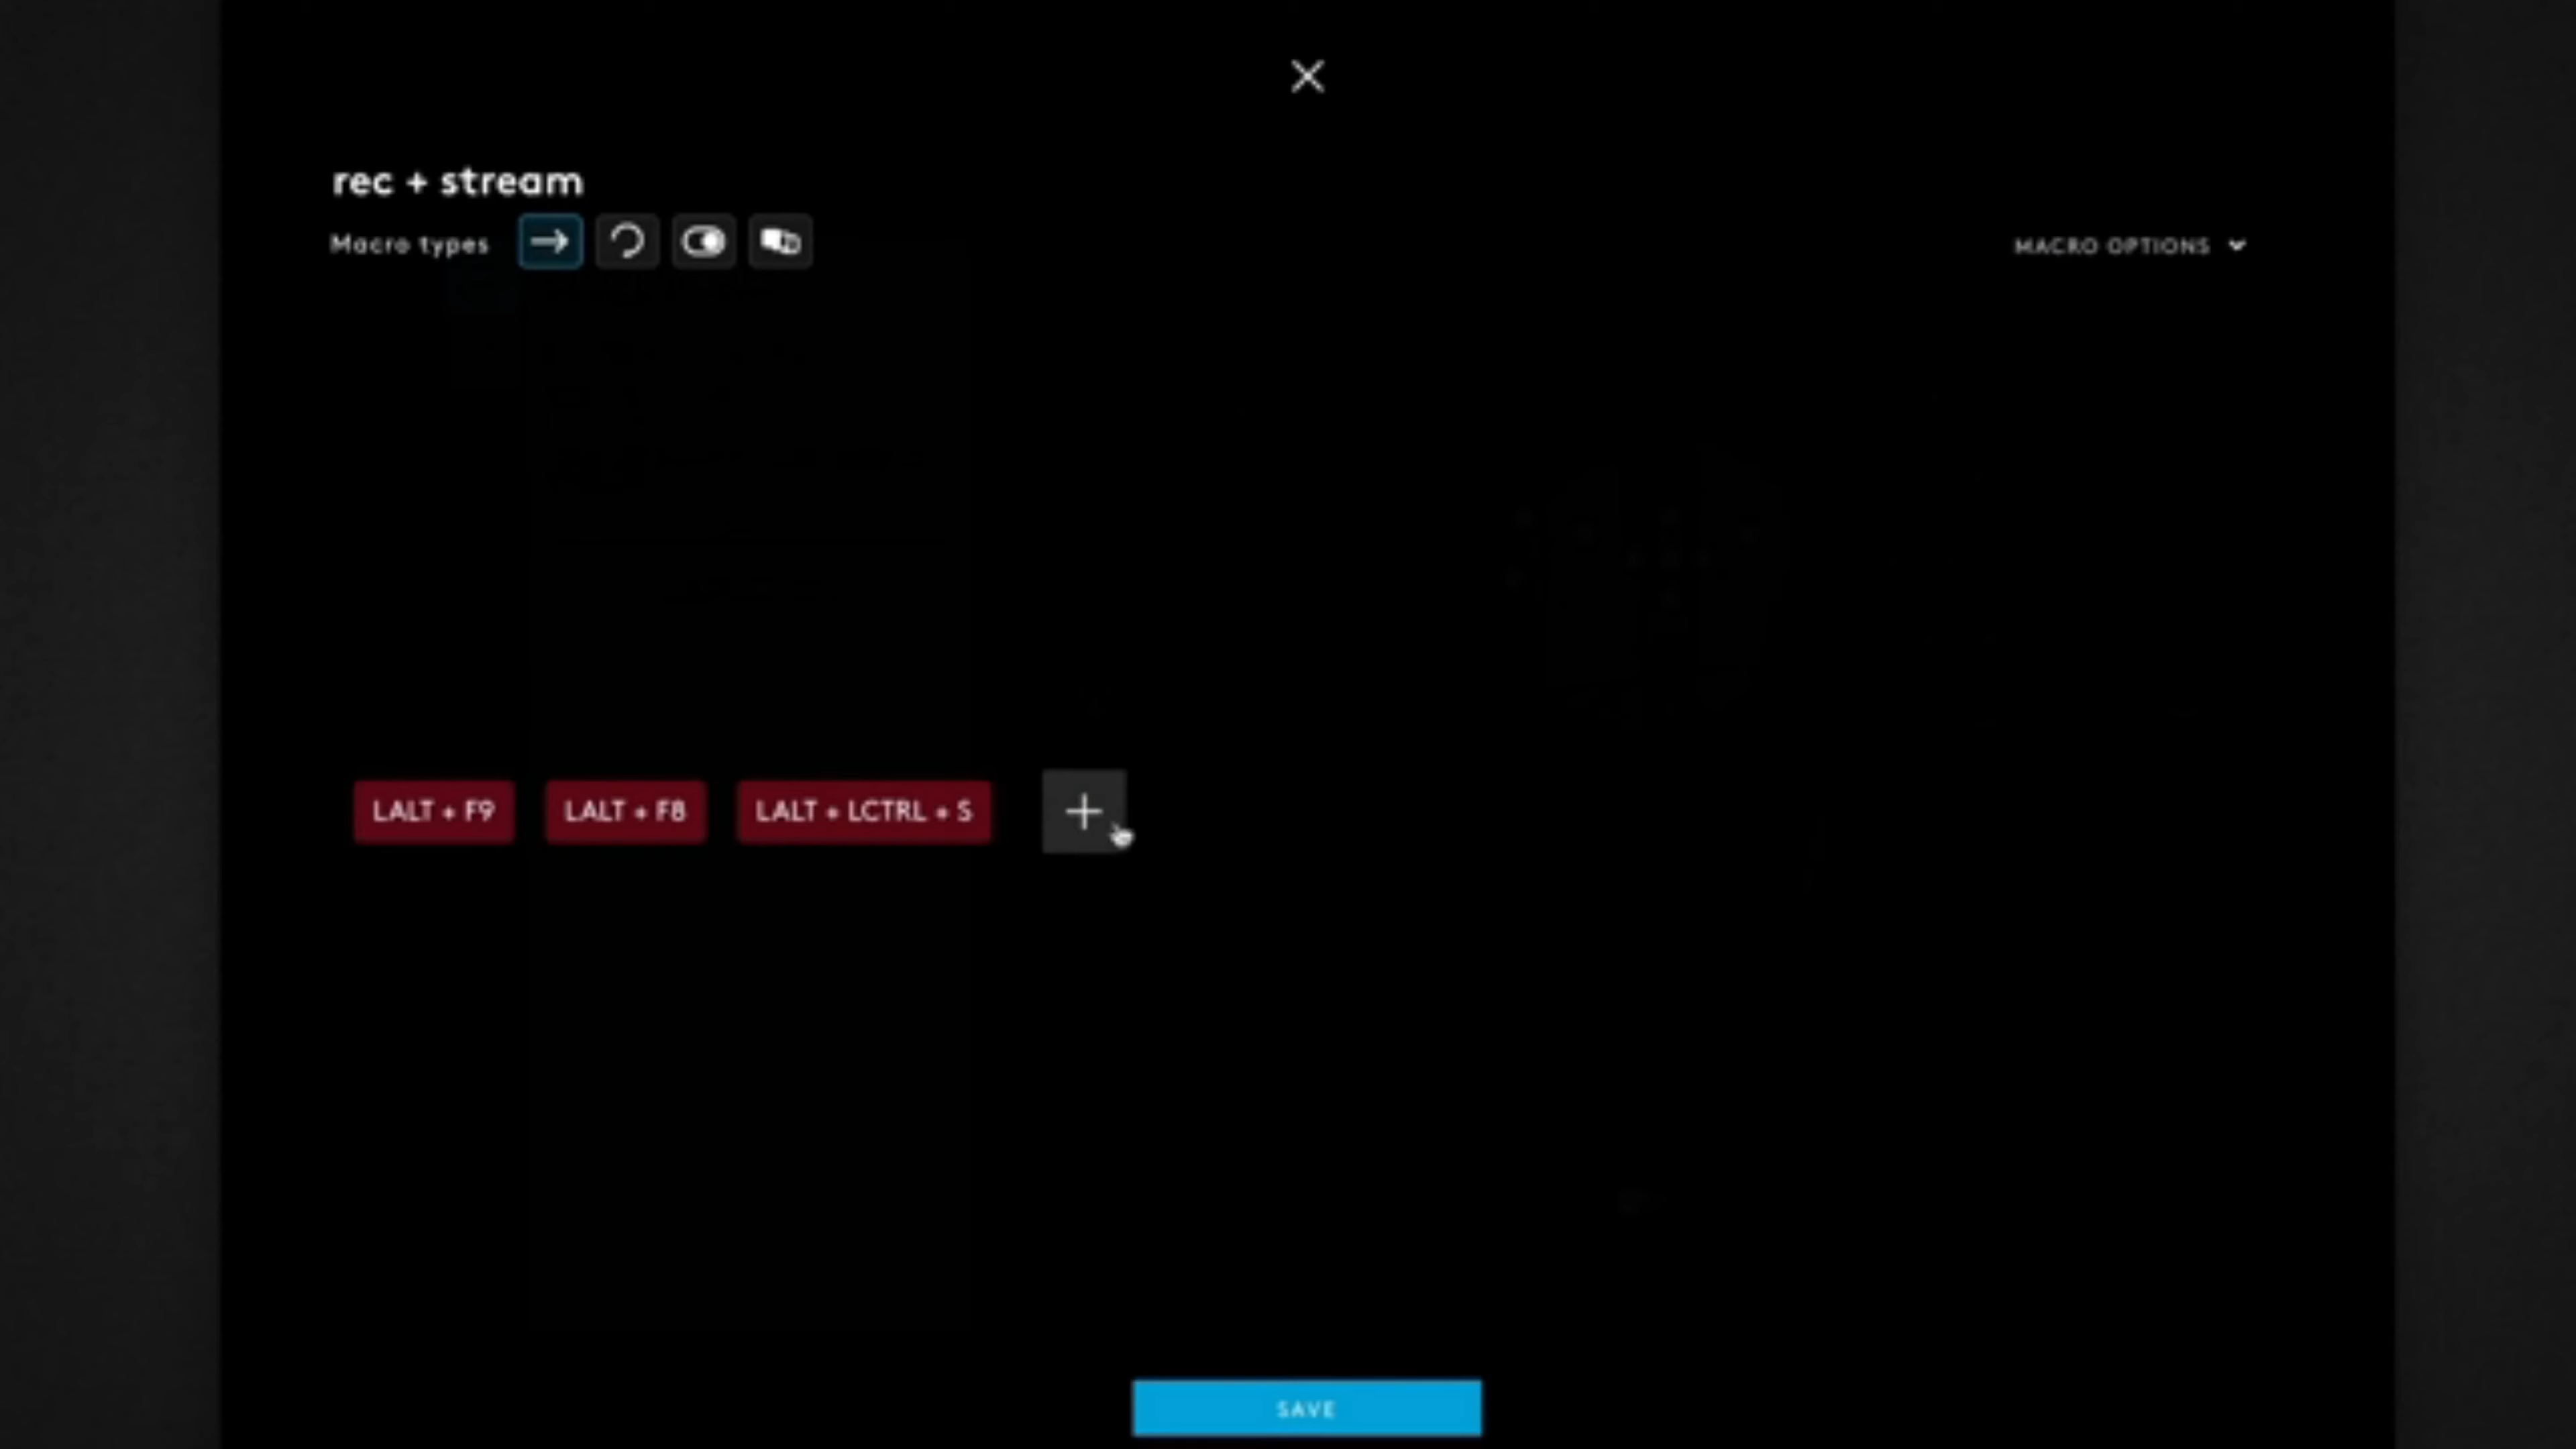 rec + stream
Macro types
MACRO OPTIONS
LALT + F9 LALT + F8 LALT + LCTRL + S
SAVE